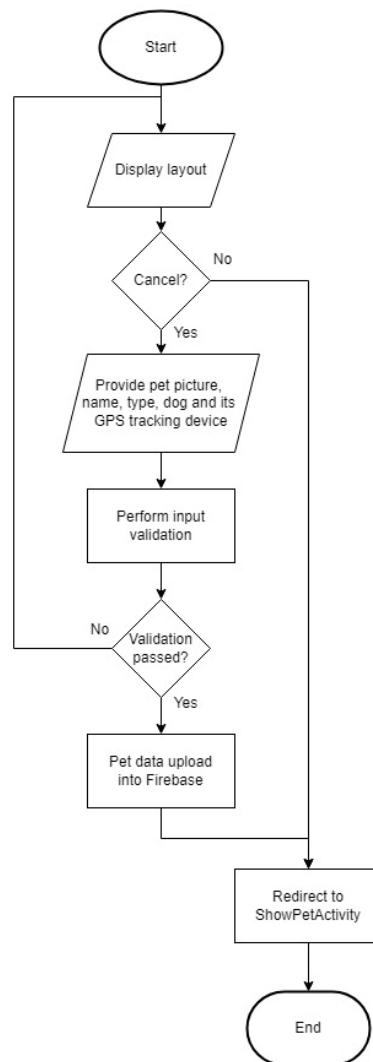 Start
Display layout
Cancel?
No
Yes
Provide pet picture,
name, type, dog and its
GPS tracking device
Perform input
validation
No
Validation
passed?
Yes
Pet data upload
into Firebase
Redirect to
ShowPetActivity
End